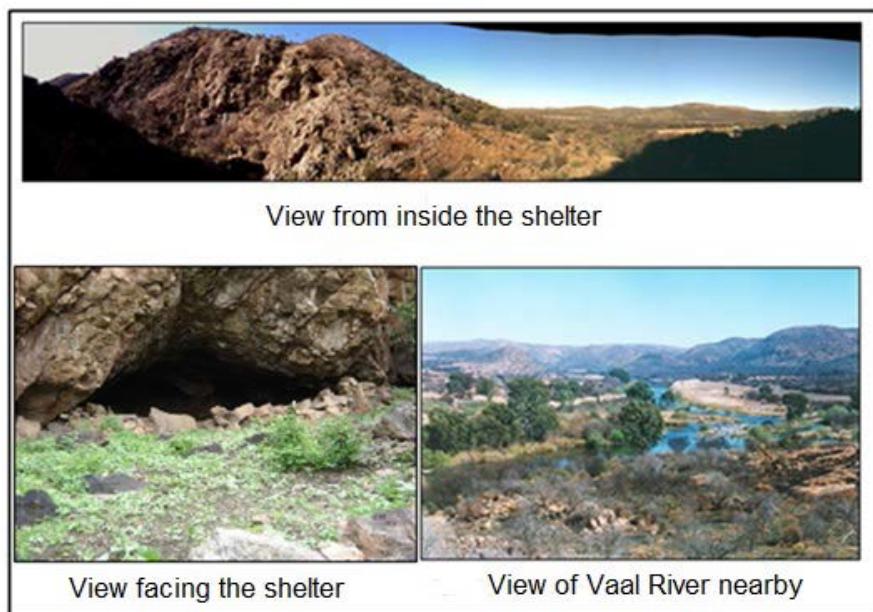 View from inside the shelter
View facing the shelter
View of Vaal River nearby